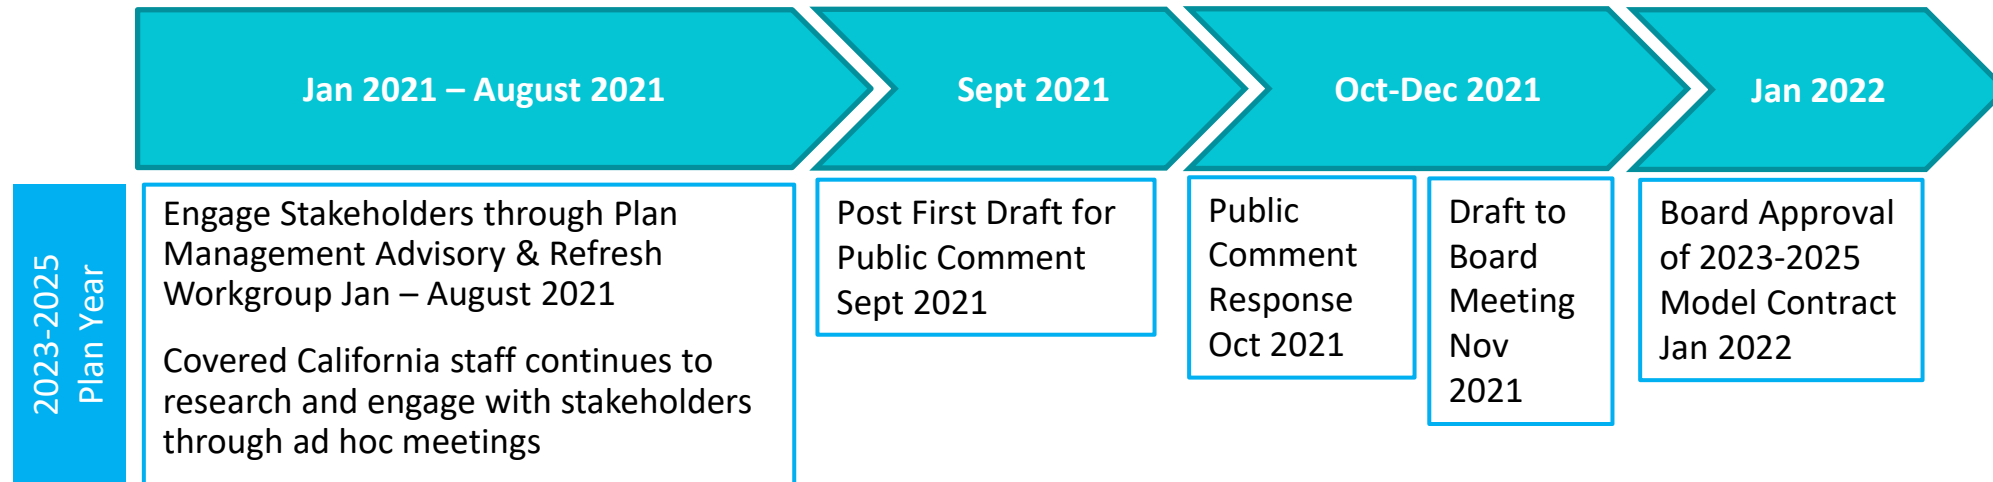 Jan 2021 – August 2021
Sept 2021
Oct-Dec 2021
Jan 2022
2023-2025
Plan Year
Engage Stakeholders through Plan
Management Advisory & Refresh
Workgroup Jan – August 2021
Covered California staff continues to
research and engage with stakeholders
through ad hoc meetings
Post First Draft for
Public Comment
Sept 2021
Public
Comment
Response
Oct 2021
Draft to
Board
Meeting
Nov
2021
Board Approval
of 2023-2025
Model Contract
Jan 2022